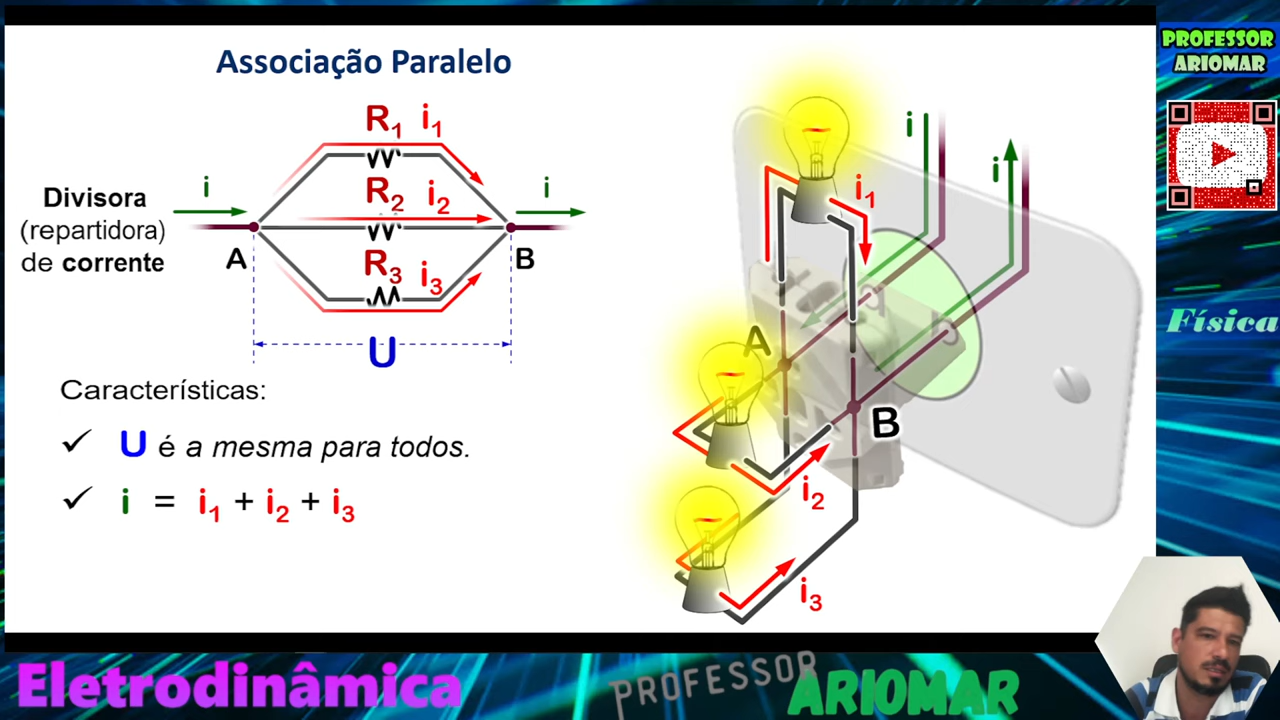 Associação Paralelo
R1 i1
R2 i2
R3 i3
i
i
Divisora
(repartidora)
de corrente
A
B
U
Características:
✓ U é a mesma para todos.
✓ i = i1 + i2 + i3
i
i
i1
A
B
i2
i3
PROFESSOR
ARIOMAR
Física
Eletrodinâmica
PROFESSOR
ARIOMAR